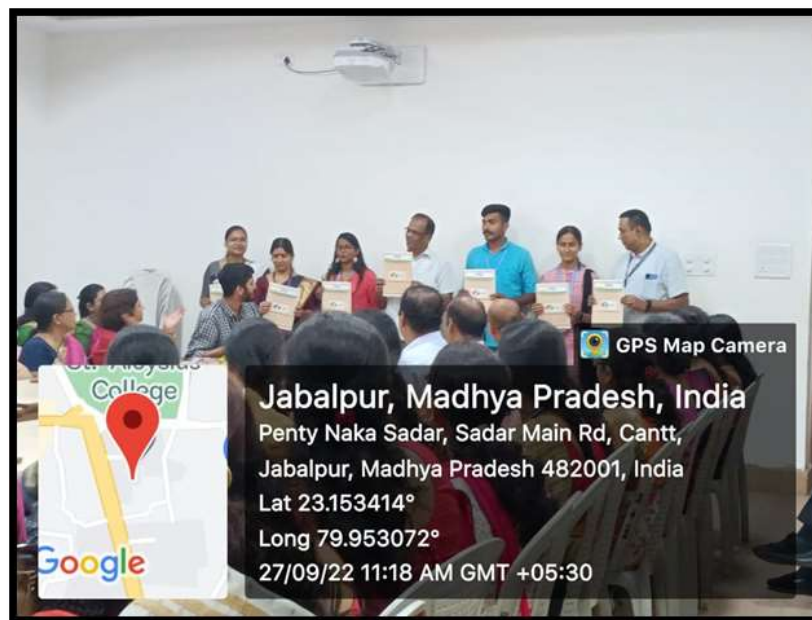 GPS Map Camera
College
Google
Jabalpur, Madhya Pradesh, India
Penty Naka Sadar, Sadar Main Rd, Cantt,
Jabalpur, Madhya Pradesh 482001, India
Lat 23.153414°
Long 79.953072°
27/09/22 11:18 AM GMT +05:30